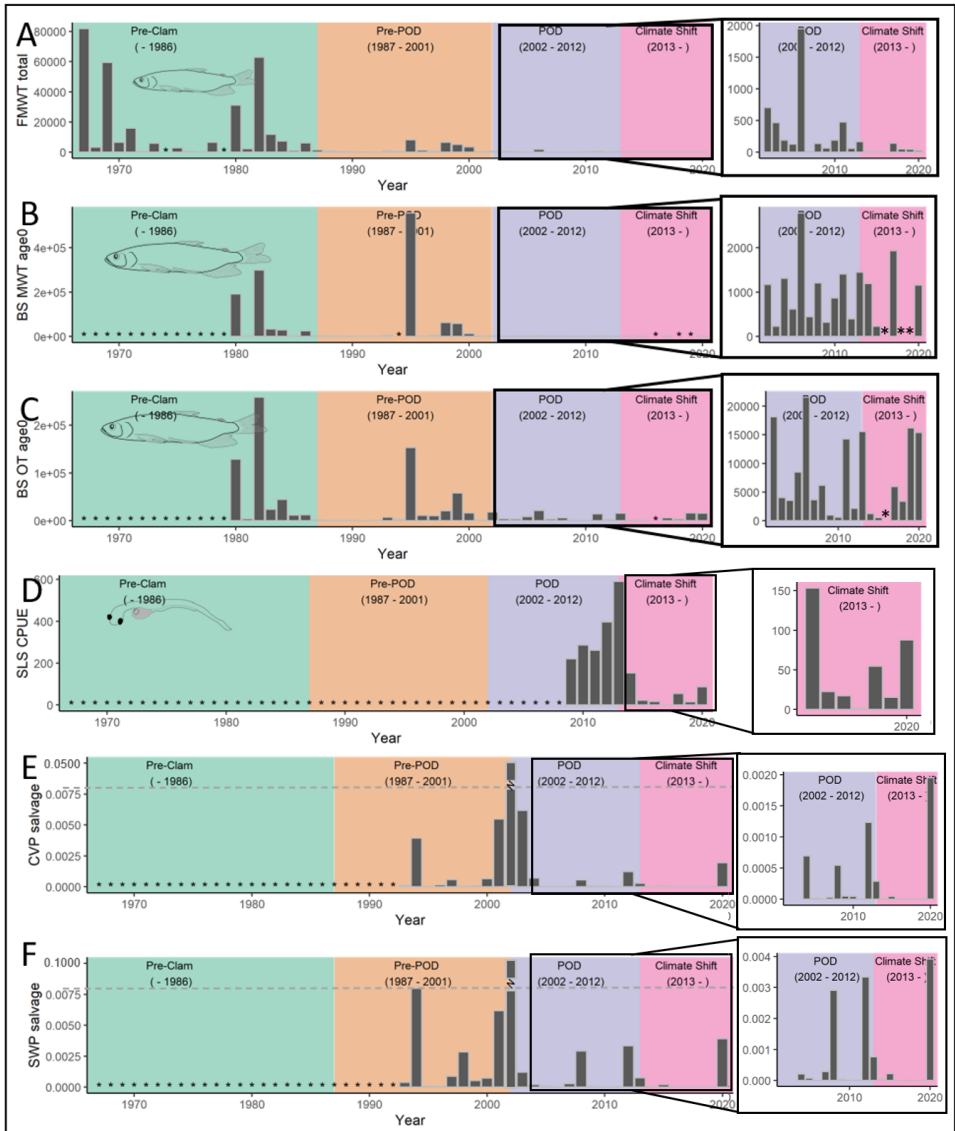 A
FMWT total
80000
60000
40000
20000
0
Pre-Clam
( - 1986)
Pre-POD
(1987 - 2001)
POD
(2002 - 2012)
Climate Shift
(2013 - )
1970
1980
1990
2000
2010
2020
Year
2000
1500
1000
500
0
POD
2012)
Climate Shift
(2013 - )
2010
2020
B
BS MWT age0
4e+05
2e+05
0e+00
Pre-Clam
( - 1986)
(1987 -
POD
(2002 - 2012)
Climate Shift
(2013 - )
1970
1980
1990
2000
2010
2020
Year
2000
1000
0
2012)
Climate Shift
(2013 - )
2010
2020
C
BS OT age0
2e+05
1e+05
0e+00
Pre-Clam
( - 1986)
Pre-POD
(1987 - 2001)
POD
(2002 - 2012)
Climate Shift
(2013 - )
1970
1980
1990
2000
2010
2020
Year
20000
15000
10000
5000
0
2012)
Climate Shift
(2013 - )
2010
2020
D
SLS CPUE
600
400
200
0
Pre-Clam
( - 1986)
Pre-POD
(1987 - 2001)
POD
(2002 - 2012)
Climate Shift
(2013 - )
1970
1980
1990
2000
2010
2020
Year
150
100
50
0
Climate Shift
(2013 - )
2020
E
CVP salvage
0.0500
0.0075
0.0050
0.0025
0.0000
Pre-Clam
( - 1986)
Pre-POD
(1987 - 2001)
POD
(2002 - 2012)
Climate Shift
(2013 - )
1970
1980
1990
2000
2010
2020
Year
0.0020
0.0015
0.0010
0.0005
0.0000
POD
(2002 - 2012)
Climate Shift
(2013 -
2010
2020
F
SWP salvage
0.1000
0.0075
0.0050
0.0025
0.0000
Pre-Clam
( - 1986)
Pre-POD
(1987 - 2001)
POD
(2002 - 2012)
Climate Shift
(2013 - )
1970
1980
1990
2000
2010
2020
Year
0.004
0.003
0.002
0.001
0.000
POD
(2002 - 2012)
Climate
(2013 -
2010
2020